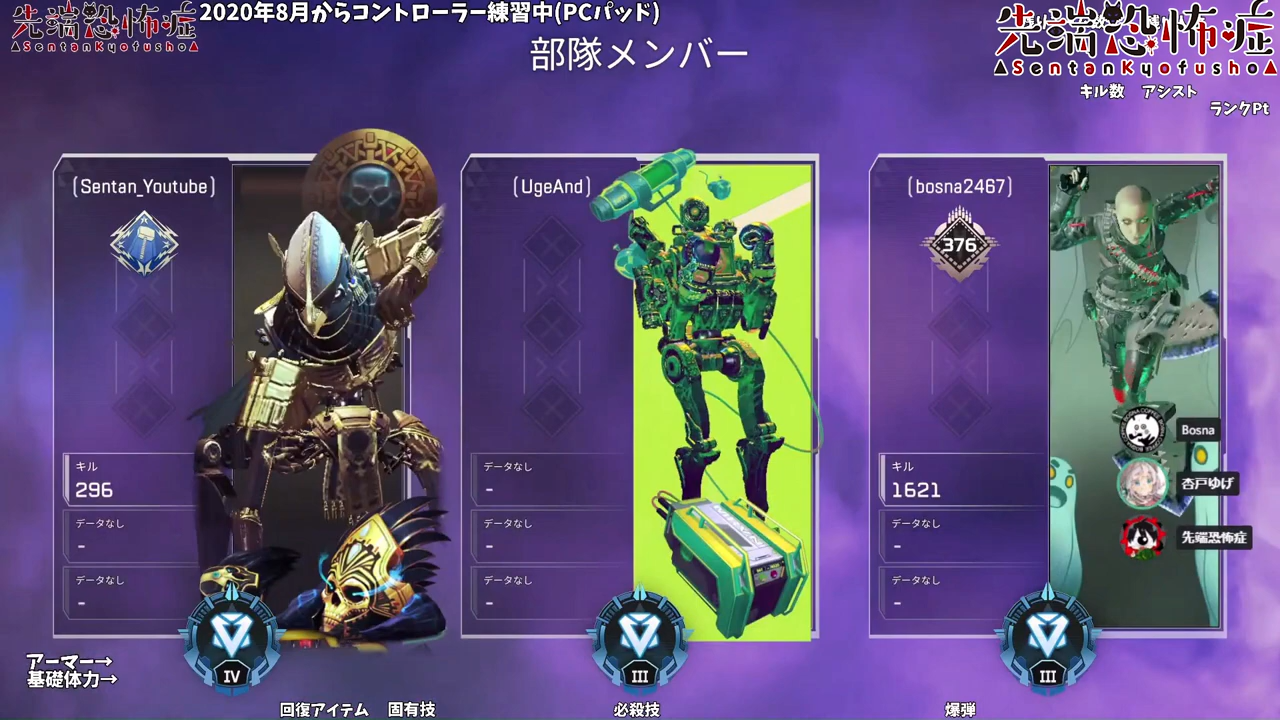 先端恐怖症
▲SentanKyofusho▲
2020年8月からコントローラー練習中(PCパッド)
先端恐怖症
▲SentanKyofusho▲
部隊メンバー
キル数 アシスト
ランクPt
[Sentan_Youtube]
[UgeAnd]
[bosna2467]
376
キル
296
データなし
-
データなし
-
データなし
-
データなし
-
データなし
-
キル
1621
データなし
-
データなし
-
Bosna
杏戸ゆげ
先端恐怖症
IV
III
III
アーマー→
基礎体力→
回復アイテム 固有技
必殺技
爆弾